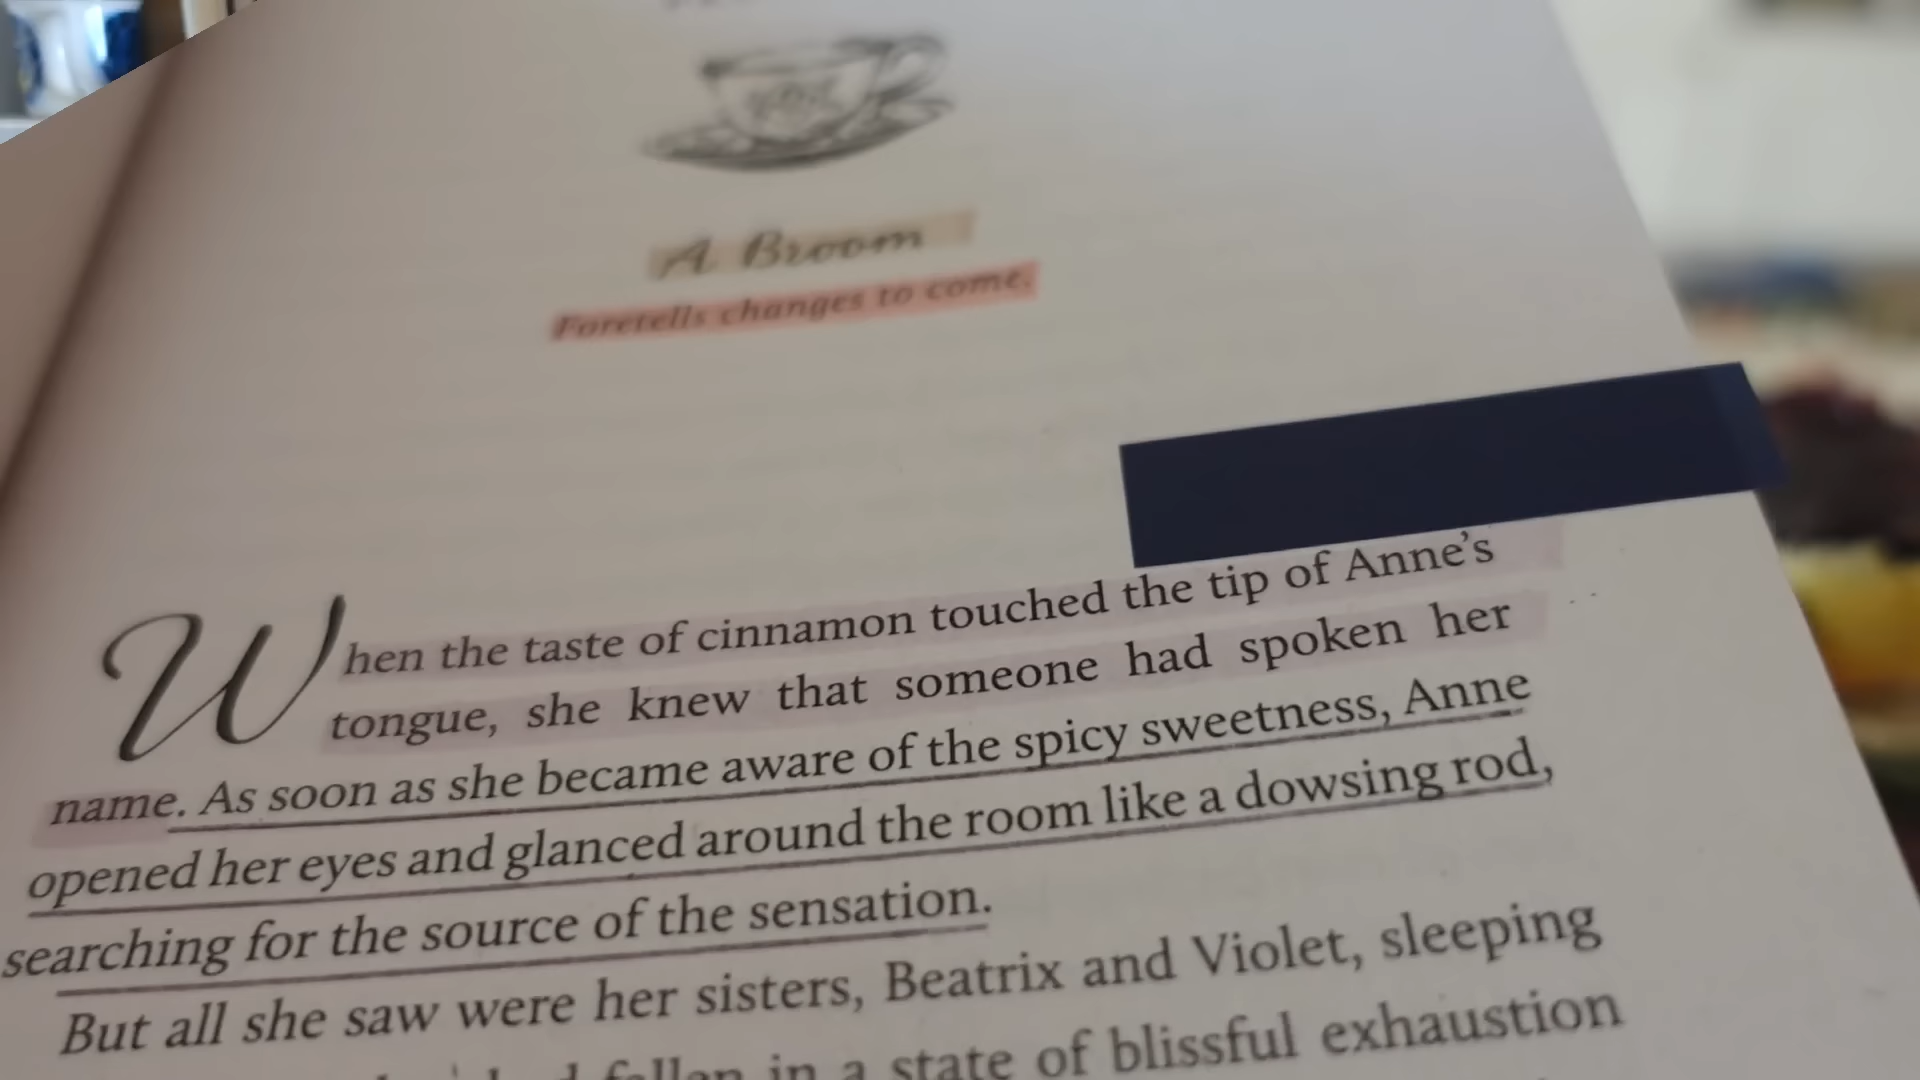 A Broom
Foretells changes to come.
When the taste of cinnamon touched the tip of Anne's
tongue, she knew that someone had spoken her
name. As soon as she became aware of the spicy sweetness, Anne
opened her eyes and glanced around the room like a dowsing rod,
searching for the source of the sensation.
But all she saw were her sisters, Beatrix and Violet, sleeping
fallen in a state of blissful exhaustion